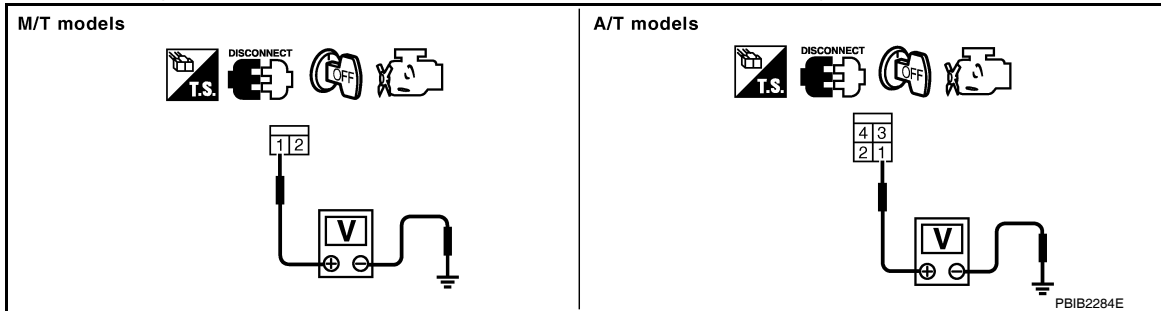 M/T models
DISCONNECT
T.S.
OFF
1 2
V
A/T models
DISCONNECT
T.S.
OFF
4 3
2 1
V
PBIB2284E